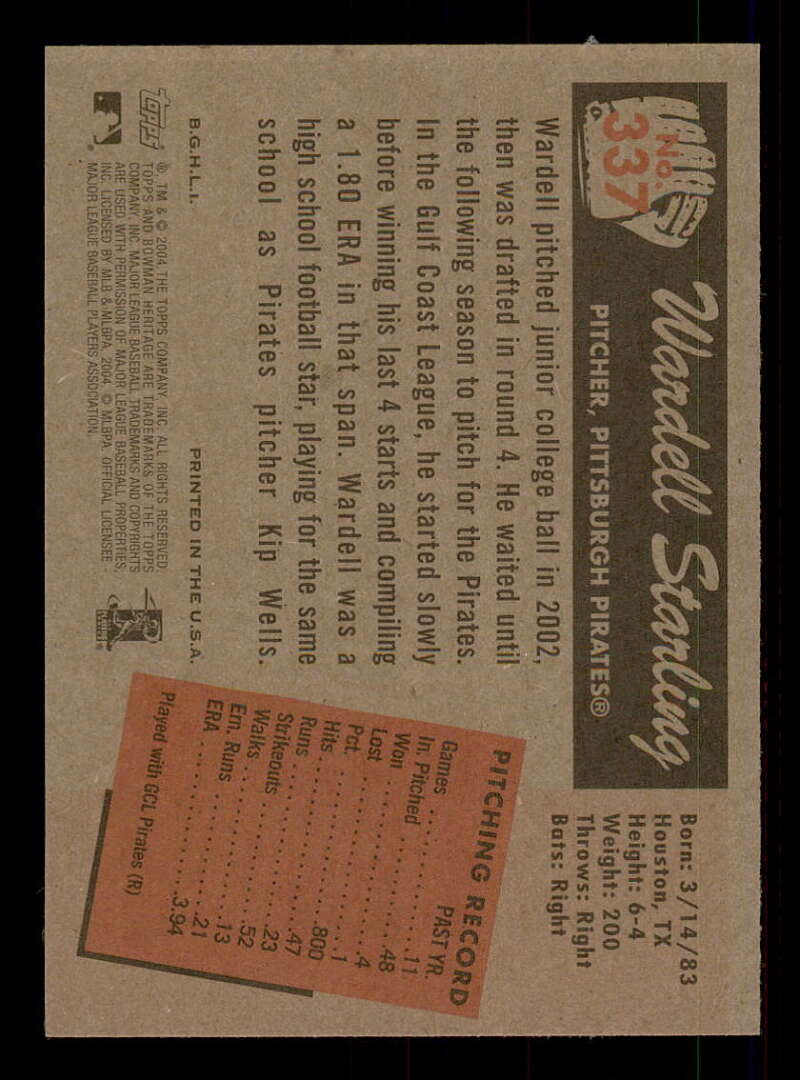 No.
337
Wardell Starling
PITCHER, PITTSBURGH PIRATES®
Born: 3/14/83
Houston, TX
Height: 6-4
Weight: 200
Throws: Right
Bats: Right
Wardell pitched junior college ball in 2002,
then was drafted in round 4. He waited until
the following season to pitch for the Pirates.
In the Gulf Coast League, he started slowly
before winning his last 4 starts and compiling
a 1.80 ERA in that span. Wardell was a
high school football star, playing for the same
school as Pirates pitcher Kip Wells.
PITCHING RECORD
PAST YR.
Games ..............11
In. Pitched ..............48
Won ..............4
Lost ..............1
Pct. ...............800
Hits ..............47
Runs ..............23
Strikeouts ..............52
Walks ..............13
Ern. Runs ..............21
ERA ..............3.94
Played with GCL Pirates (R)
B.G.H.L.I. PRINTED IN THE U.S.A.
Topps
®, TM & © 2004 THE TOPPS COMPANY, INC. ALL RIGHTS RESERVED.
TOPPS AND BOWMAN HERITAGE ARE TRADEMARKS OF THE TOPPS
COMPANY, INC. MAJOR LEAGUE BASEBALL TRADEMARKS AND COPYRIGHTS
ARE USED WITH PERMISSION OF MAJOR LEAGUE BASEBALL PROPERTIES,
INC. LICENSED BY MLB & MLBPA, 2004. © MLBPA. OFFICIAL LICENSEE -
MAJOR LEAGUE BASEBALL PLAYERS ASSOCIATION.